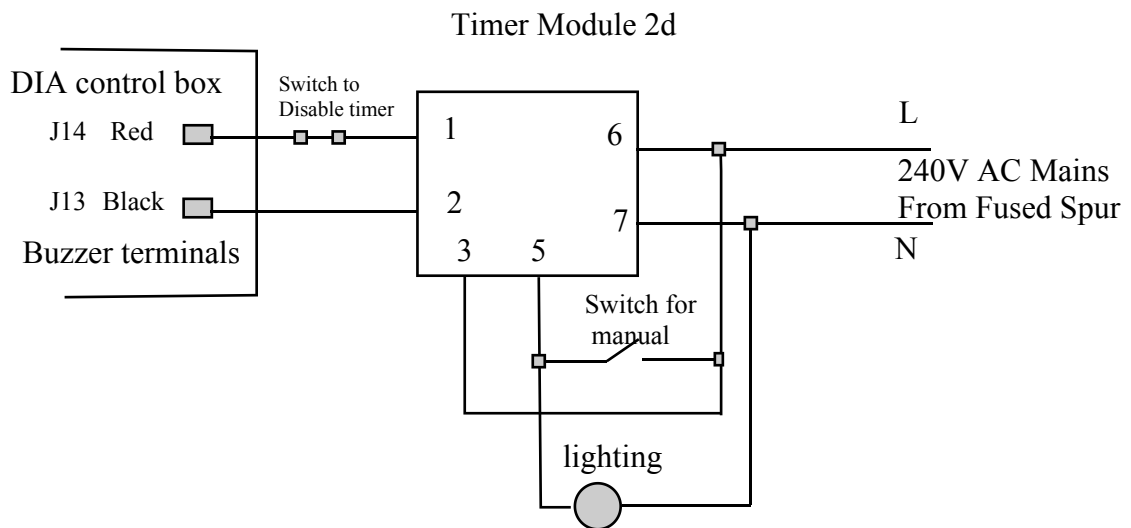 Timer Module 2d
DIA control box
J14 Red
J13 Black
Buzzer terminals
Switch to
Disable timer
1
2
3
5
6
7
L
240V AC Mains
From Fused Spur
N
Switch for
manual
lighting